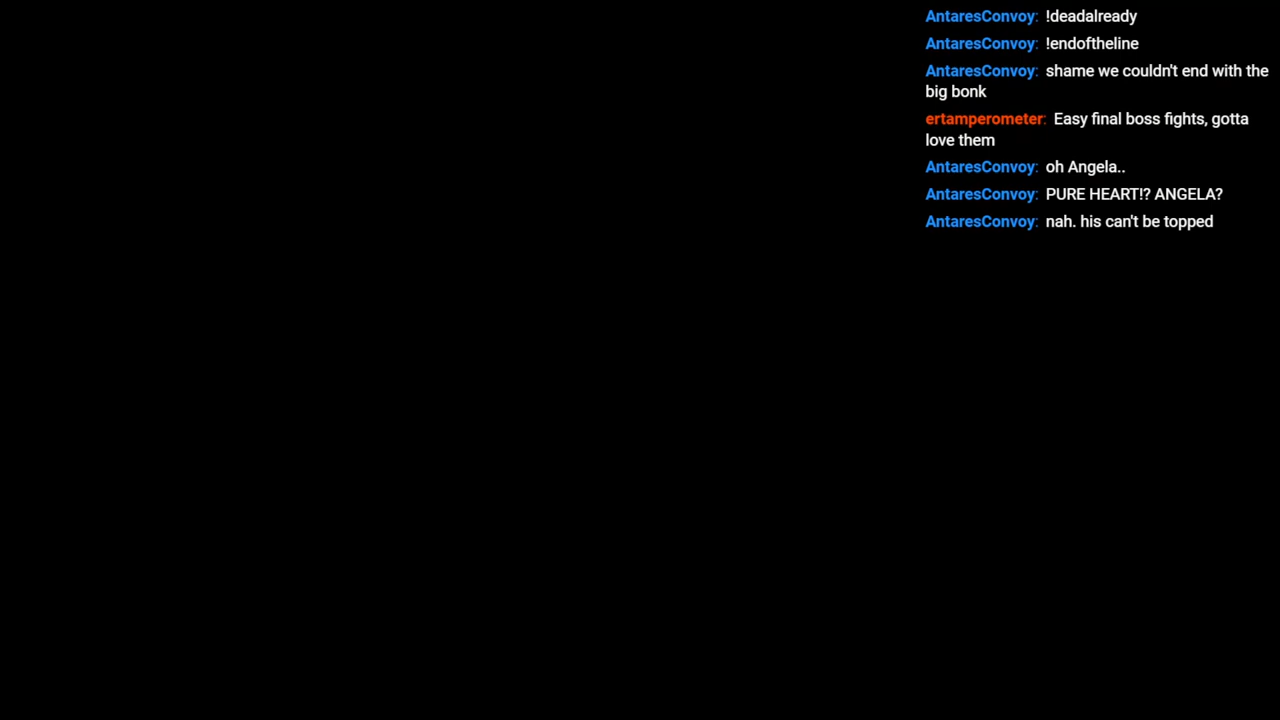 AntaresConvoy: !deadalready
AntaresConvoy: !endoftheline
AntaresConvoy: shame we couldn't end with the
big bonk
ertamperometer: Easy final boss fights, gotta
love them
AntaresConvoy: oh Angela..
AntaresConvoy: PURE HEART!? ANGELA?
AntaresConvoy: nah. his can't be topped